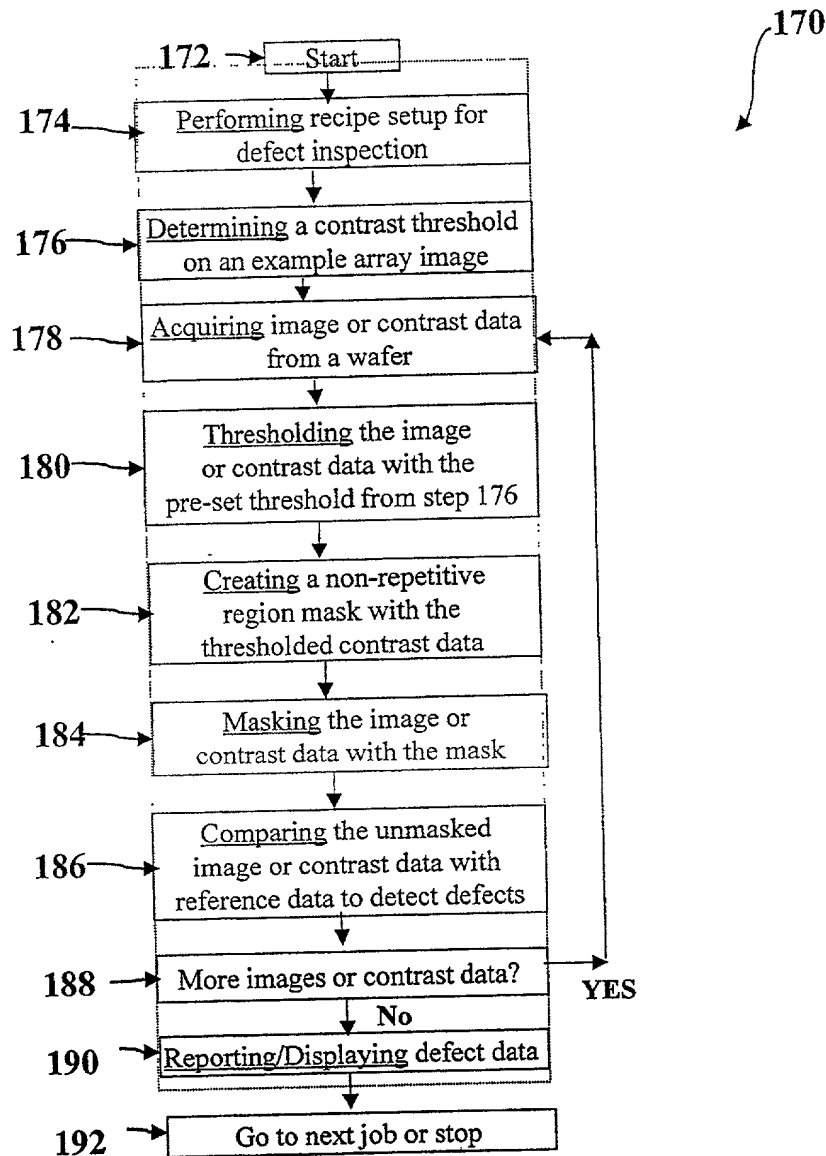 170
172 Start
174 Performing recipe setup for
defect inspection
176 Determining a contrast threshold
on an example array image
178 Acquiring image or contrast data
from a wafer
180 Thresholding the image
or contrast data with the
pre-set threshold from step 176
182 Creating a non-repetitive
region mask with the
thresholded contrast data
184 Masking the image or
contrast data with the mask
186 Comparing the unmasked
image or contrast data with
reference data to detect defects
188 More images or contrast data?
YES
No
190 Reporting/Displaying defect data
192 Go to next job or stop